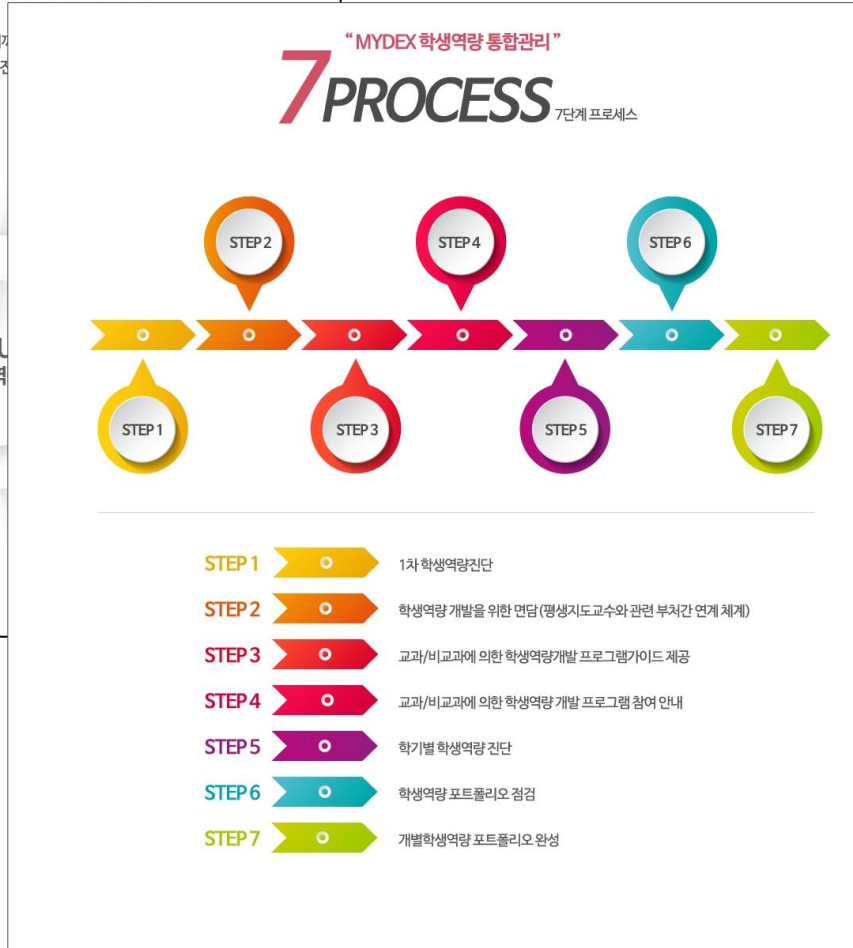 “ MYDEX 학생역량 통합관리 ”
7 PROCESS 7단계 프로세스
STEP 2 STEP 4 STEP 6
STEP 1 STEP 3 STEP 5 STEP 7
STEP 1 1차 학생역량진단
STEP 2 학생역량 개발을 위한 면담 (평생지도교수와 관련 부처간 연계 체계)
STEP 3 교과/비교과에 의한 학생역량개발 프로그램가이드 제공
STEP 4 교과/비교과에 의한 학생역량 개발 프로그램 참여 안내
STEP 5 학기별 학생역량 진단
STEP 6 학생역량 포트폴리오 점검
STEP 7 개별학생역량 포트폴리오 완성